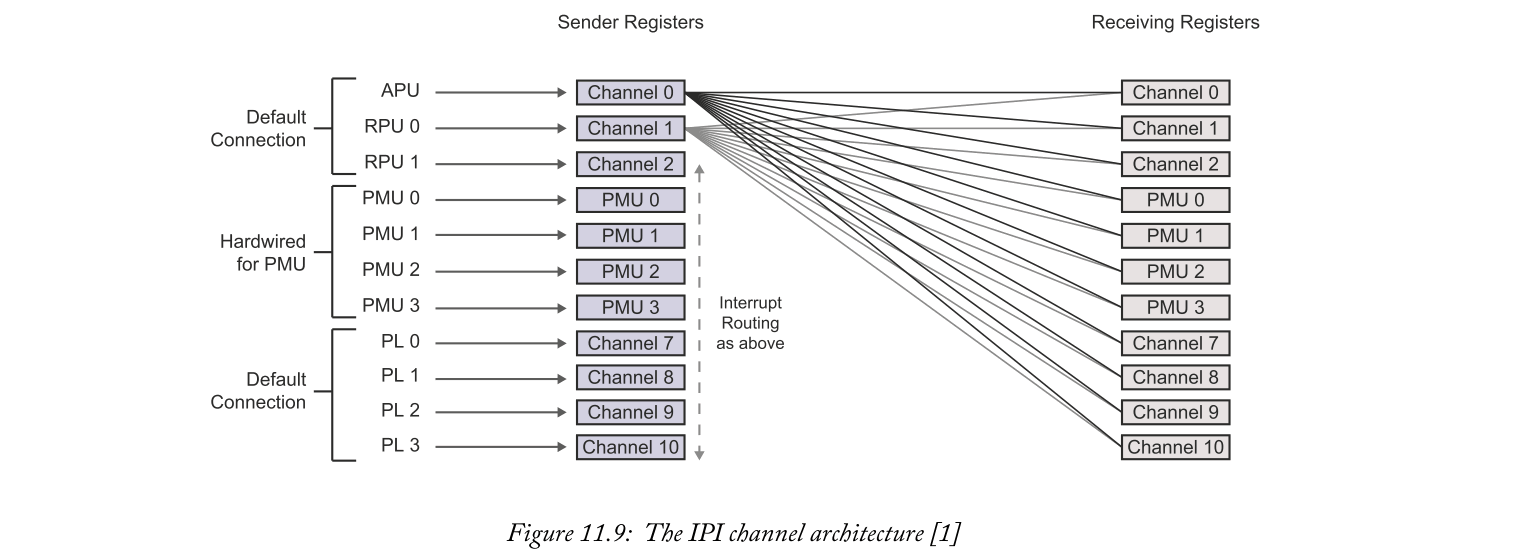 Sender Registers
Receiving Registers
Default
Connection
APU
RPU 0
RPU 1
Hardwired
for PMU
PMU 0
PMU 1
PMU 2
PMU 3
Default
Connection
PL 0
PL 1
PL 2
PL 3
Channel 0
Channel 1
Channel 2
PMU 0
PMU 1
PMU 2
PMU 3
Channel 7
Channel 8
Channel 9
Channel 10
Interrupt
Routing
as above
Channel 0
Channel 1
Channel 2
PMU 0
PMU 1
PMU 2
PMU 3
Channel 7
Channel 8
Channel 9
Channel 10
Figure 11.9: The IPI channel architecture [1]